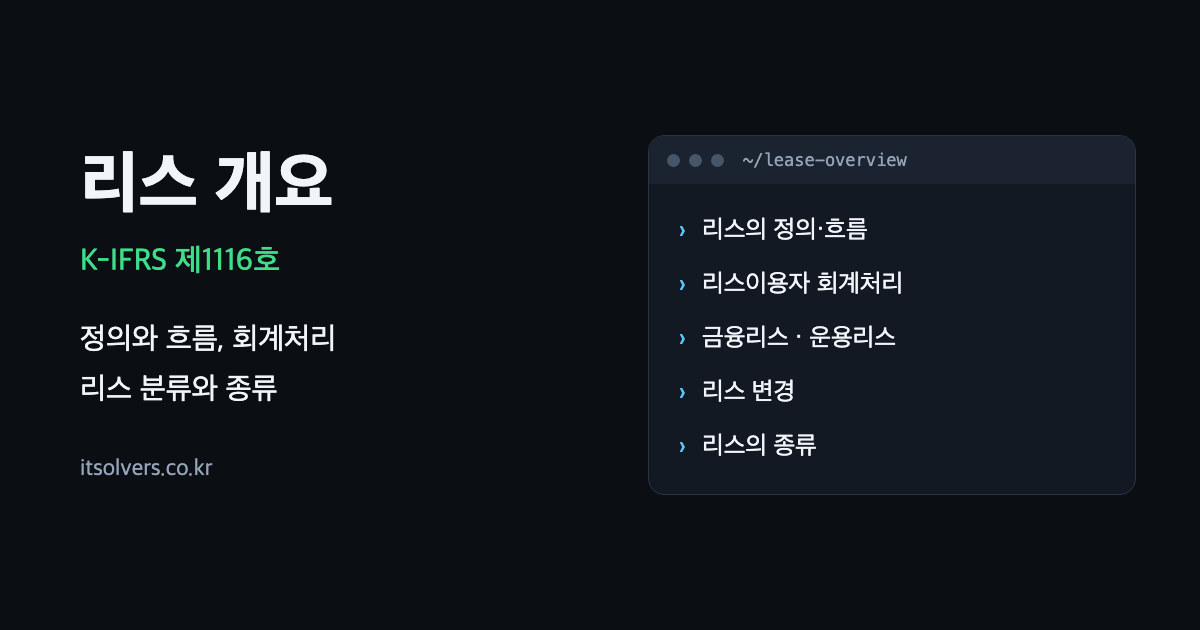 리스 개요
K-IFRS 제1116호
정의와 흐름, 회계처리
리스 분류와 종류
itsolvers.co.kr
~/lease-overview
› 리스의 정의·흐름
› 리스이용자 회계처리
› 금융리스 · 운용리스
› 리스 변경
› 리스의 종류